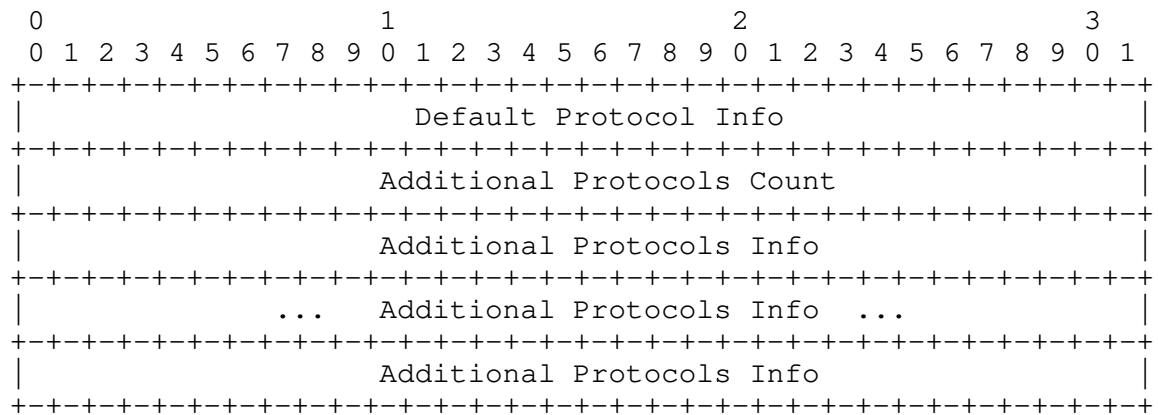 0                   1                   2                   3
 0 1 2 3 4 5 6 7 8 9 0 1 2 3 4 5 6 7 8 9 0 1 2 3 4 5 6 7 8 9 0 1
+-+-+-+-+-+-+-+-+-+-+-+-+-+-+-+-+-+-+-+-+-+-+-+-+-+-+-+-+-+-+-+-+
|                      Default Protocol Info                    |
+-+-+-+-+-+-+-+-+-+-+-+-+-+-+-+-+-+-+-+-+-+-+-+-+-+-+-+-+-+-+-+-+
|                    Additional Protocols Count                 |
+-+-+-+-+-+-+-+-+-+-+-+-+-+-+-+-+-+-+-+-+-+-+-+-+-+-+-+-+-+-+-+-+
|                    Additional Protocols Info                  |
+-+-+-+-+-+-+-+-+-+-+-+-+-+-+-+-+-+-+-+-+-+-+-+-+-+-+-+-+-+-+-+-+
|              ...   Additional Protocols Info  ...             |
+-+-+-+-+-+-+-+-+-+-+-+-+-+-+-+-+-+-+-+-+-+-+-+-+-+-+-+-+-+-+-+-+
|                    Additional Protocols Info                  |
+-+-+-+-+-+-+-+-+-+-+-+-+-+-+-+-+-+-+-+-+-+-+-+-+-+-+-+-+-+-+-+-+